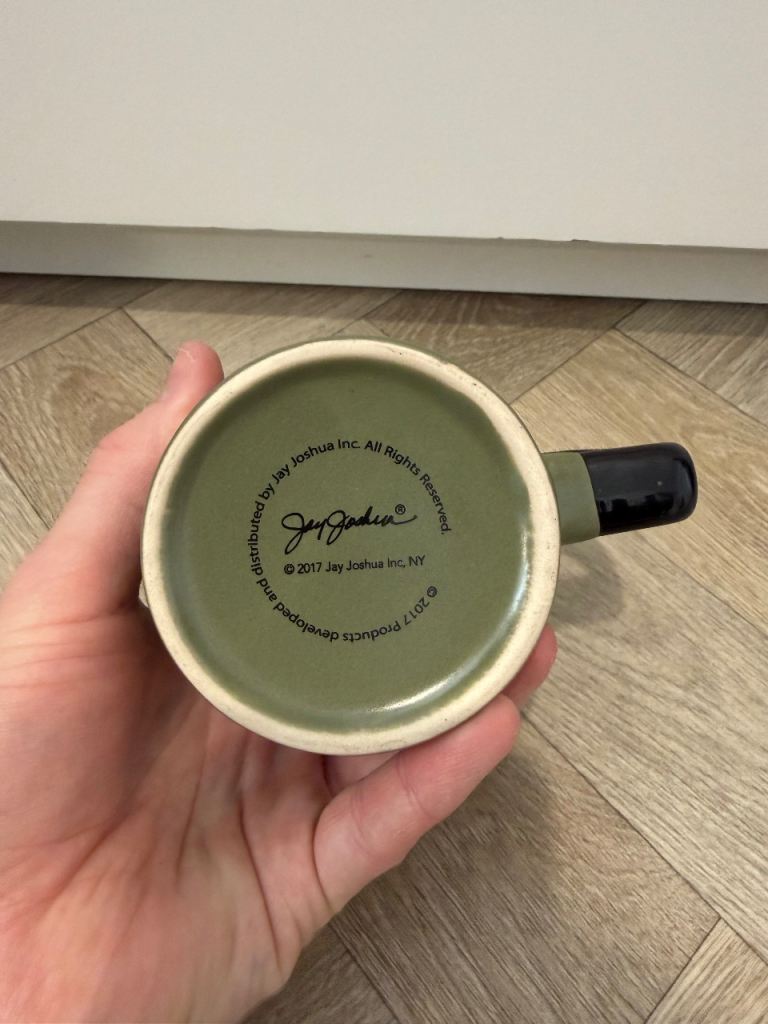 © 2017 Products developed and distributed by Jay Joshua Inc. All Rights Reserved.
Jay Joshua®
© 2017 Jay Joshua Inc, NY